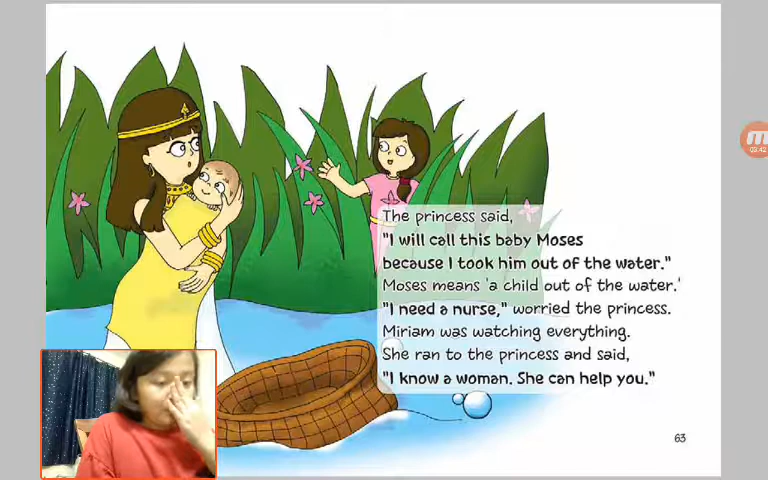 The princess said,
"I will call this baby Moses
because I took him out of the water."
Moses means 'a child out of the water.'
"I need a nurse," worried the princess.
Miriam was watching everything.
She ran to the princess and said,
"I know a woman. She can help you."
63
m
03:42